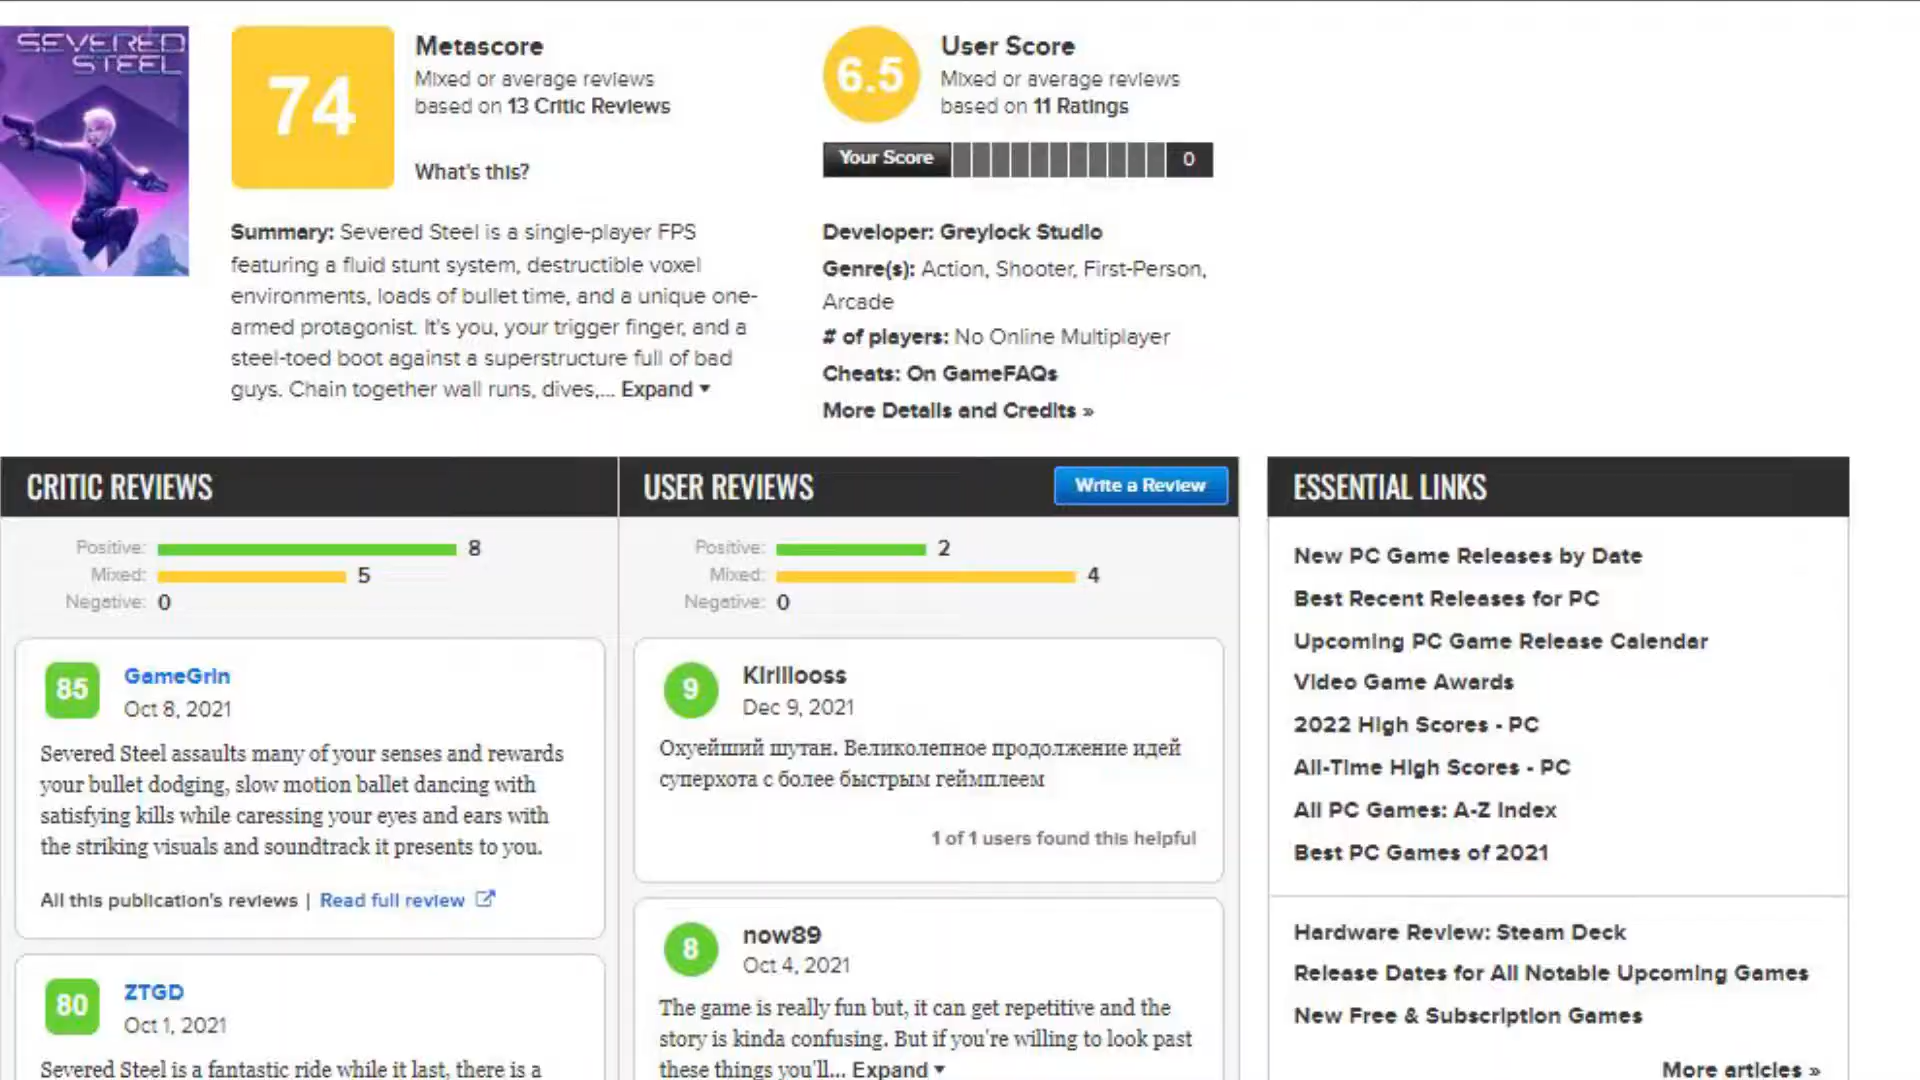 SEVERED
STEEL
74
Metascore
Mixed or average reviews
based on 13 Critic Reviews
What's this?
6.5
User Score
Mixed or average reviews
based on 11 Ratings
Your Score
0
Summary: Severed Steel is a single-player FPS
featuring a fluid stunt system, destructible voxel
environments, loads of bullet time, and a unique one-
armed protagonist. It's you, your trigger finger, and a
steel-toed boot against a superstructure full of bad
guys. Chain together wall runs, dives,... Expand ▾
Developer: Greylock Studio
Genre(s): Action, Shooter, First-Person,
Arcade
# of players: No Online Multiplayer
Cheats: On GameFAQs
More Details and Credits »
CRITIC REVIEWS
Positive: 8
Mixed: 5
Negative: 0
85
GameGrin
Oct 8, 2021
Severed Steel assaults many of your senses and rewards
your bullet dodging, slow motion ballet dancing with
satisfying kills while caressing your eyes and ears with
the striking visuals and soundtrack it presents to you.
All this publication's reviews | Read full review
80
ZTGD
Oct 1, 2021
Severed Steel is a fantastic ride while it last, there is a
USER REVIEWS
Write a Review
Positive: 2
Mixed: 4
Negative: 0
9
Kirillooss
Dec 9, 2021
Охуейший шутан. Великолепное продолжение идей
суперхота с более быстрым геймплеем
1 of 1 users found this helpful
8
now89
Oct 4, 2021
The game is really fun but, it can get repetitive and the
story is kinda confusing. But if you're willing to look past
these things you'll... Expand ▾
ESSENTIAL LINKS
New PC Game Releases by Date
Best Recent Releases for PC
Upcoming PC Game Release Calendar
Video Game Awards
2022 High Scores - PC
All-Time High Scores - PC
All PC Games: A-Z Index
Best PC Games of 2021
Hardware Review: Steam Deck
Release Dates for All Notable Upcoming Games
New Free & Subscription Games
More articles »